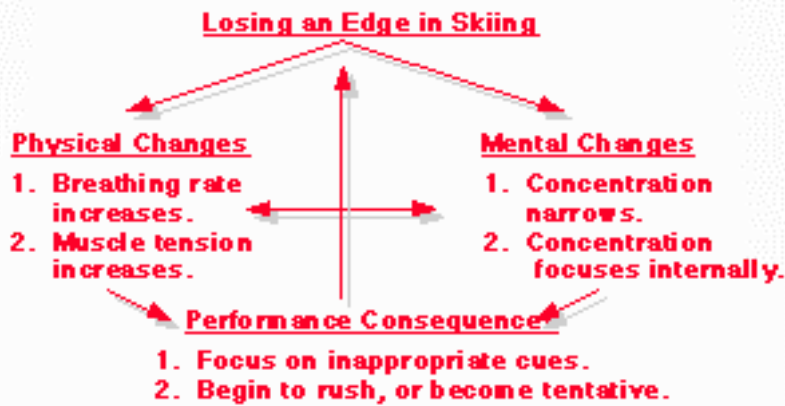 Losing an Edge in Skiing
Physical Changes
1. Breathing rate
increases.
2. Muscle tension
increases.
Mental Changes
1. Concentration
narrows.
2. Concentration
focuses internally.
Performance Consequence
1. Focus on inappropriate cues.
2. Begin to rush, or become tentative.